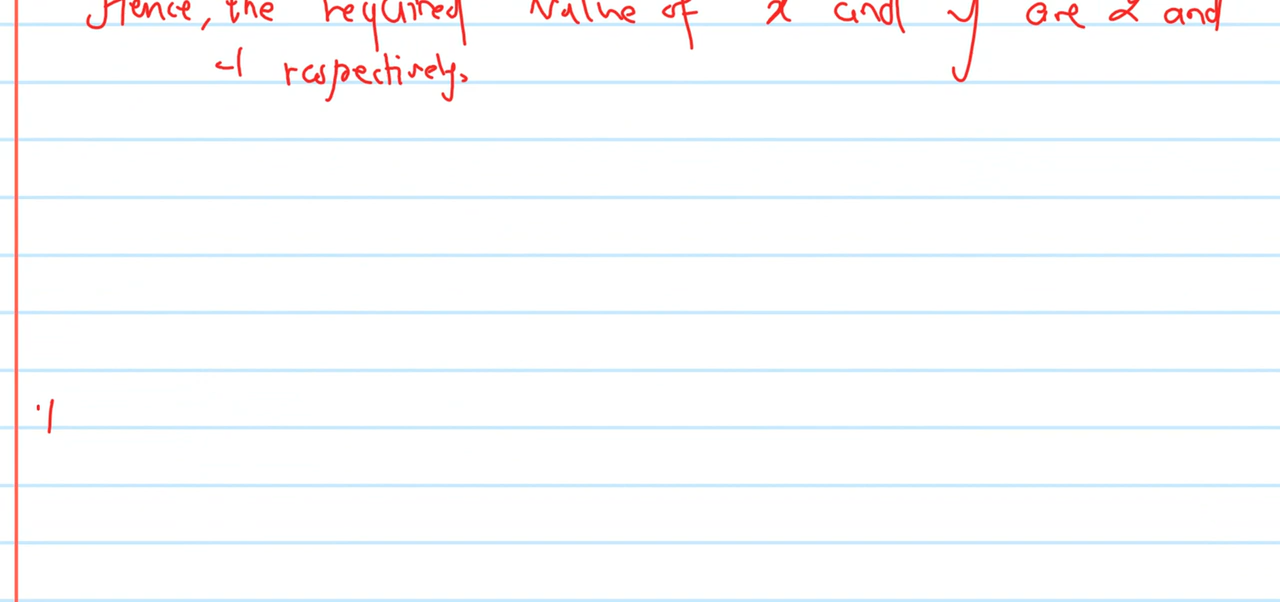 Hence, the required value of x and y are 2 and
-1 respectively.